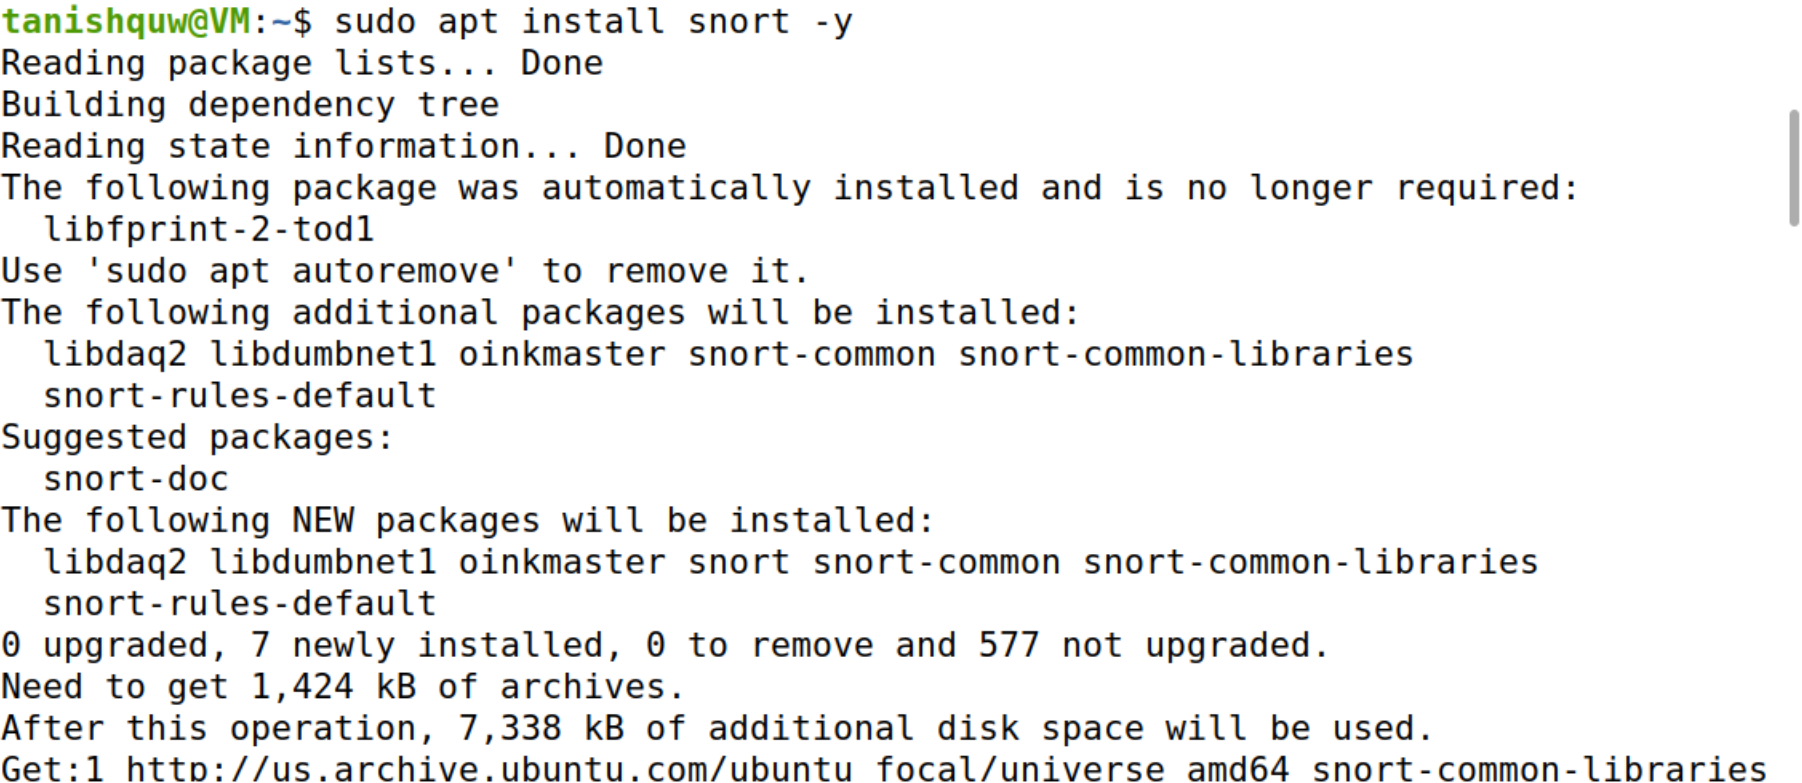 tanishquw@VM:~$ sudo apt install snort -y
Reading package lists... Done
Building dependency tree
Reading state information... Done
The following package was automatically installed and is no longer required:
  libfprint-2-tod1
Use 'sudo apt autoremove' to remove it.
The following additional packages will be installed:
  libdaq2 libdumbnet1 oinkmaster snort-common snort-common-libraries
  snort-rules-default
Suggested packages:
  snort-doc
The following NEW packages will be installed:
  libdaq2 libdumbnet1 oinkmaster snort snort-common snort-common-libraries
  snort-rules-default
0 upgraded, 7 newly installed, 0 to remove and 577 not upgraded.
Need to get 1,424 kB of archives.
After this operation, 7,338 kB of additional disk space will be used.
Get:1 http://us.archive.ubuntu.com/ubuntu focal/universe amd64 snort-common-libraries